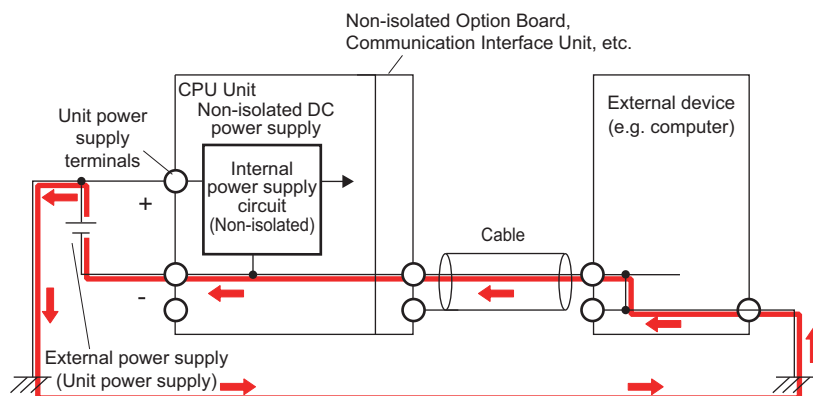 Non-isolated Option Board,
Communication Interface Unit, etc.
CPU Unit
Non-isolated DC
power supply
Unit power
supply
terminals
External device
(e.g. computer)
Internal
power supply
circuit
(Non-isolated)
+
Cable
-
External power supply
(Unit power supply)